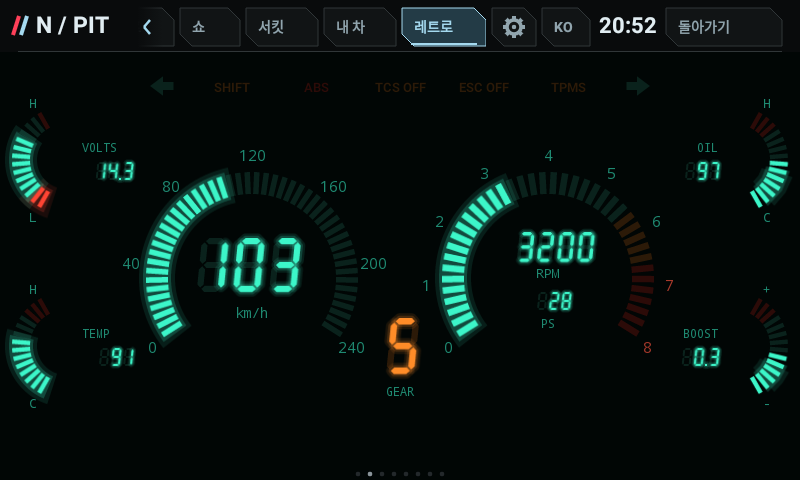 N / PIT
쇼
서킷
내 차
레트로
KO
20:52
돌아가기
SHIFT
ABS
TCS OFF
ESC OFF
TPMS
H
VOLTS
14.3
L
H
TEMP
91
C
0
40
80
120
160
200
240
103
km/h
5
GEAR
0
1
2
3
4
5
6
7
8
3200
RPM
28
PS
H
OIL
97
C
+
BOOST
0.3
-